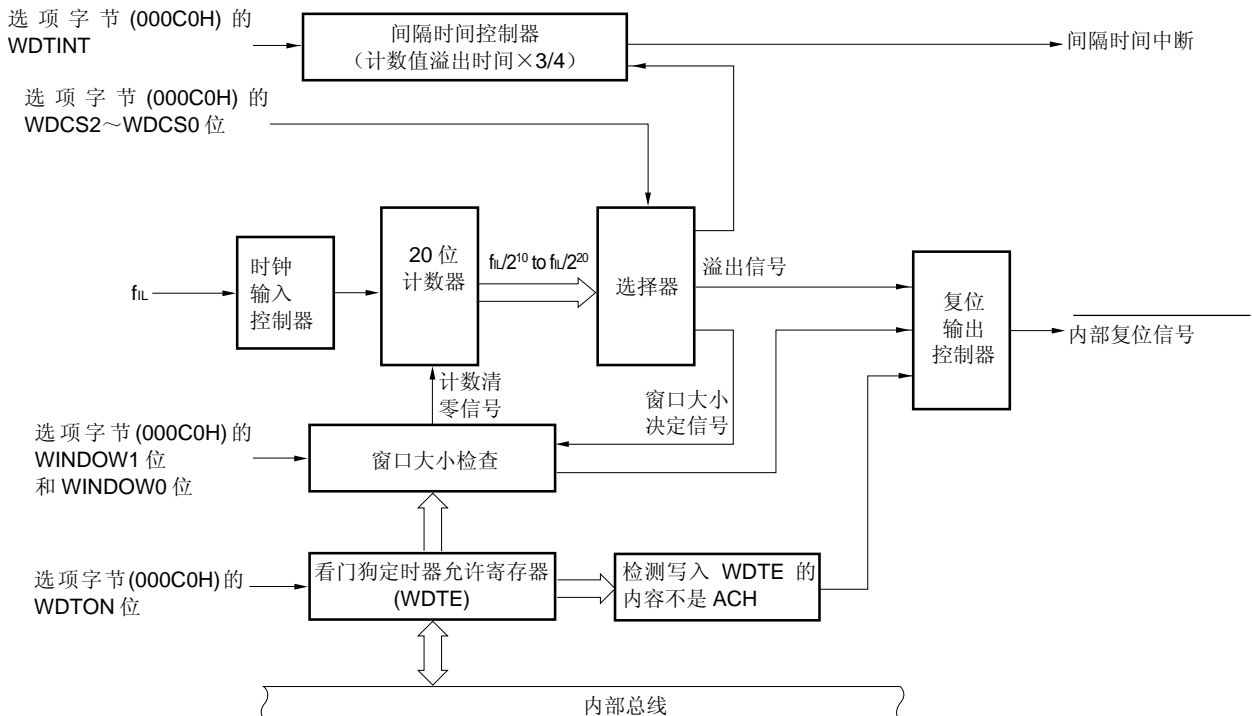 选项字节(000C0H)的
WDTINT
间隔时间控制器
（计数值溢出时间×3/4）
间隔时间中断
选项字节(000C0H)的
WDCS2～WDCS0 位
fIL
时钟
输入
控制器
20 位
计数器
fIL/2¹⁰ to fIL/2²⁰
选择器
溢出信号
复位
输出
控制器
内部复位信号
计数清
零信号
窗口大小
决定信号
选项字节(000C0H)的
WINDOW1 位
和 WINDOW0 位
窗口大小检查
选项字节(000C0H)的
WDTON 位
看门狗定时器允许寄存器
(WDTE)
检测写入 WDTE 的
内容不是 ACH
内部总线